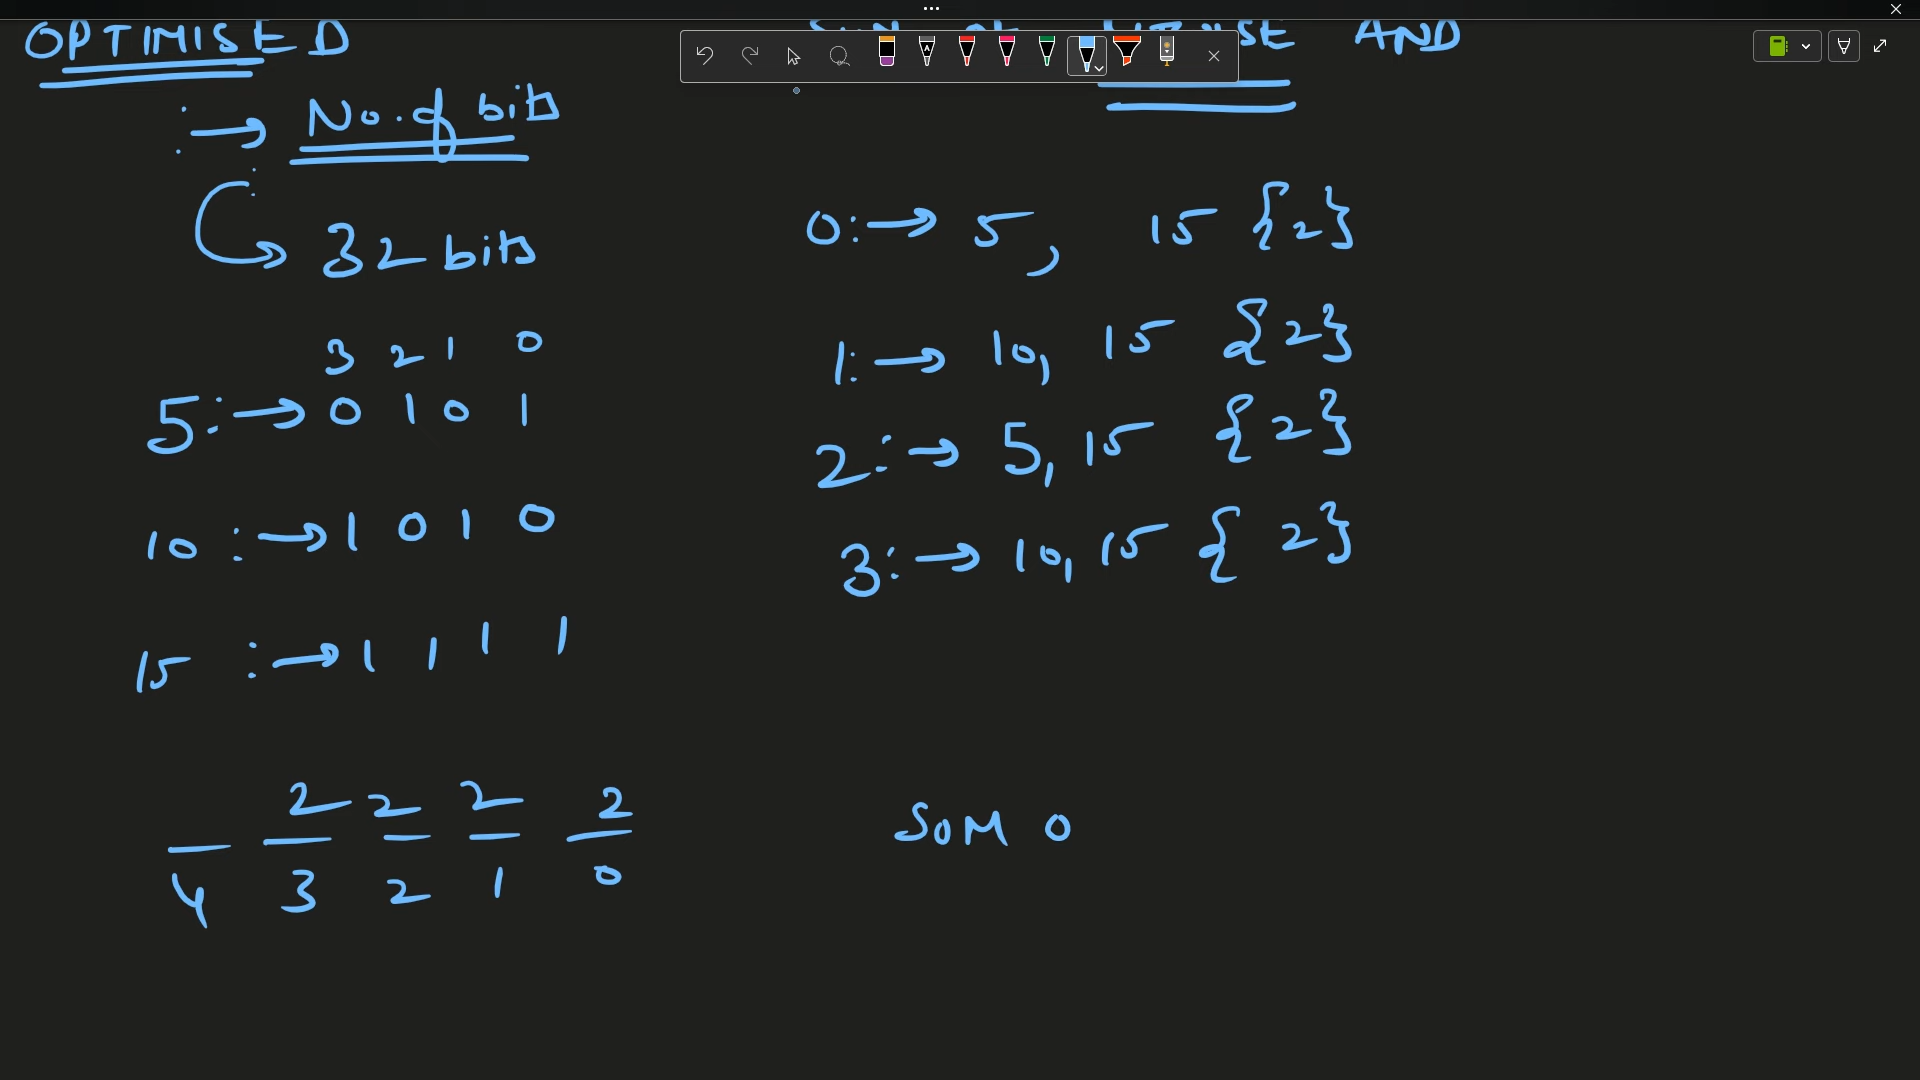 OPTIMISED
AND
:→ No. of bits
32 bits
3 2 1 0
5:→ 0 1 0 1
10 :→ 1 0 1 0
15 :→ 1 1 1 1
2 2 2 2
4 3 2 1 0
0:→ 5, 15 {2}
1:→ 10, 15 {2}
2:→ 5, 15 {2}
3:→ 10, 15 {2}
SUM 0